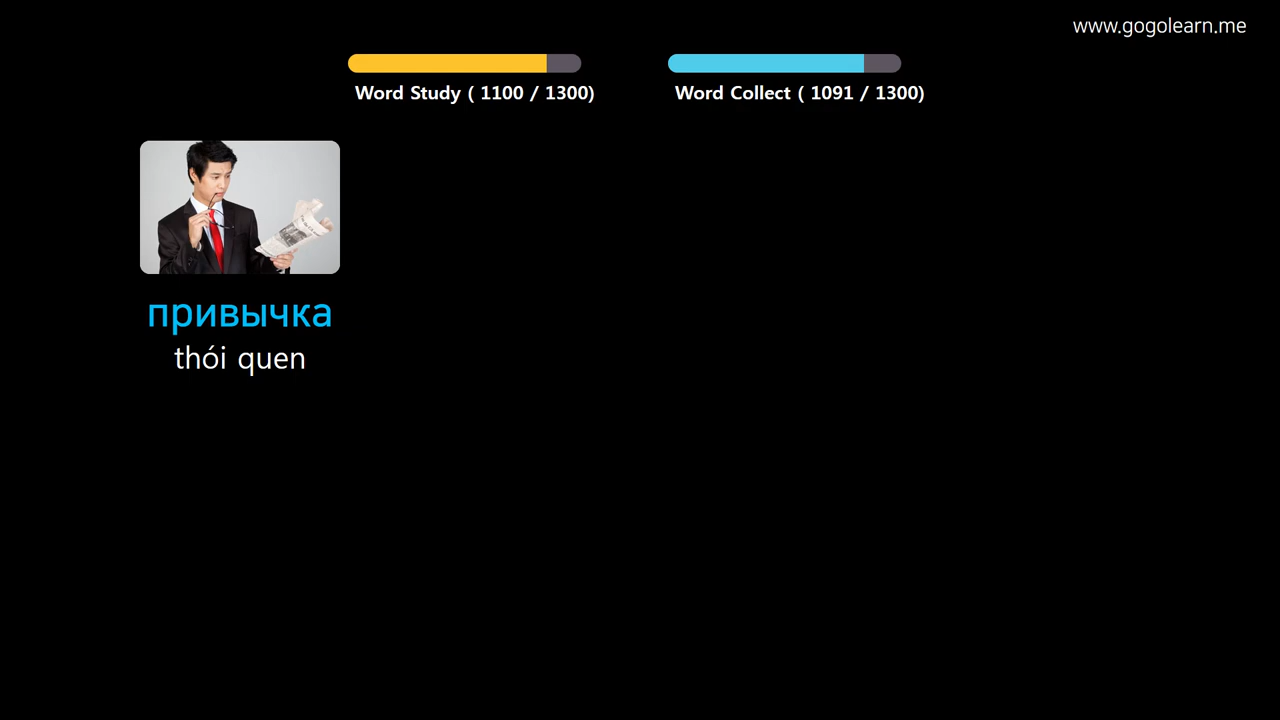 www.gogolearn.me
Word Study ( 1100 / 1300)
Word Collect ( 1091 / 1300)
привычка
thói quen